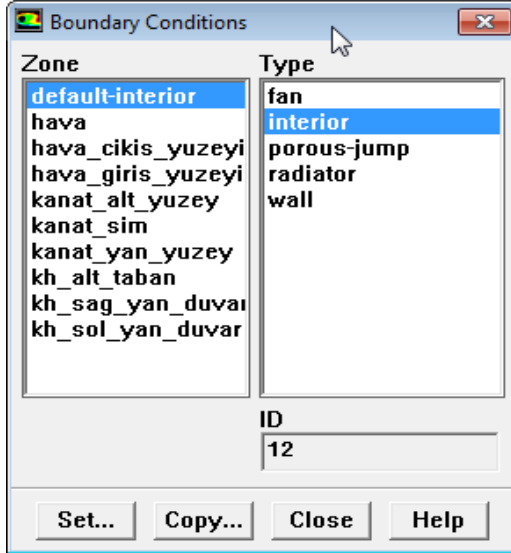 Boundary Conditions
Zone
default-interior
hava
hava_cikis_yuzeyi
hava_giris_yuzeyi
kanat_alt_yuzey
kanat_sim
kanat_yan_yuzey
kh_alt_taban
kh_sag_yan_duvar
kh_sol_yan_duvar
Type
fan
interior
porous-jump
radiator
wall
ID
12
Set...
Copy...
Close
Help